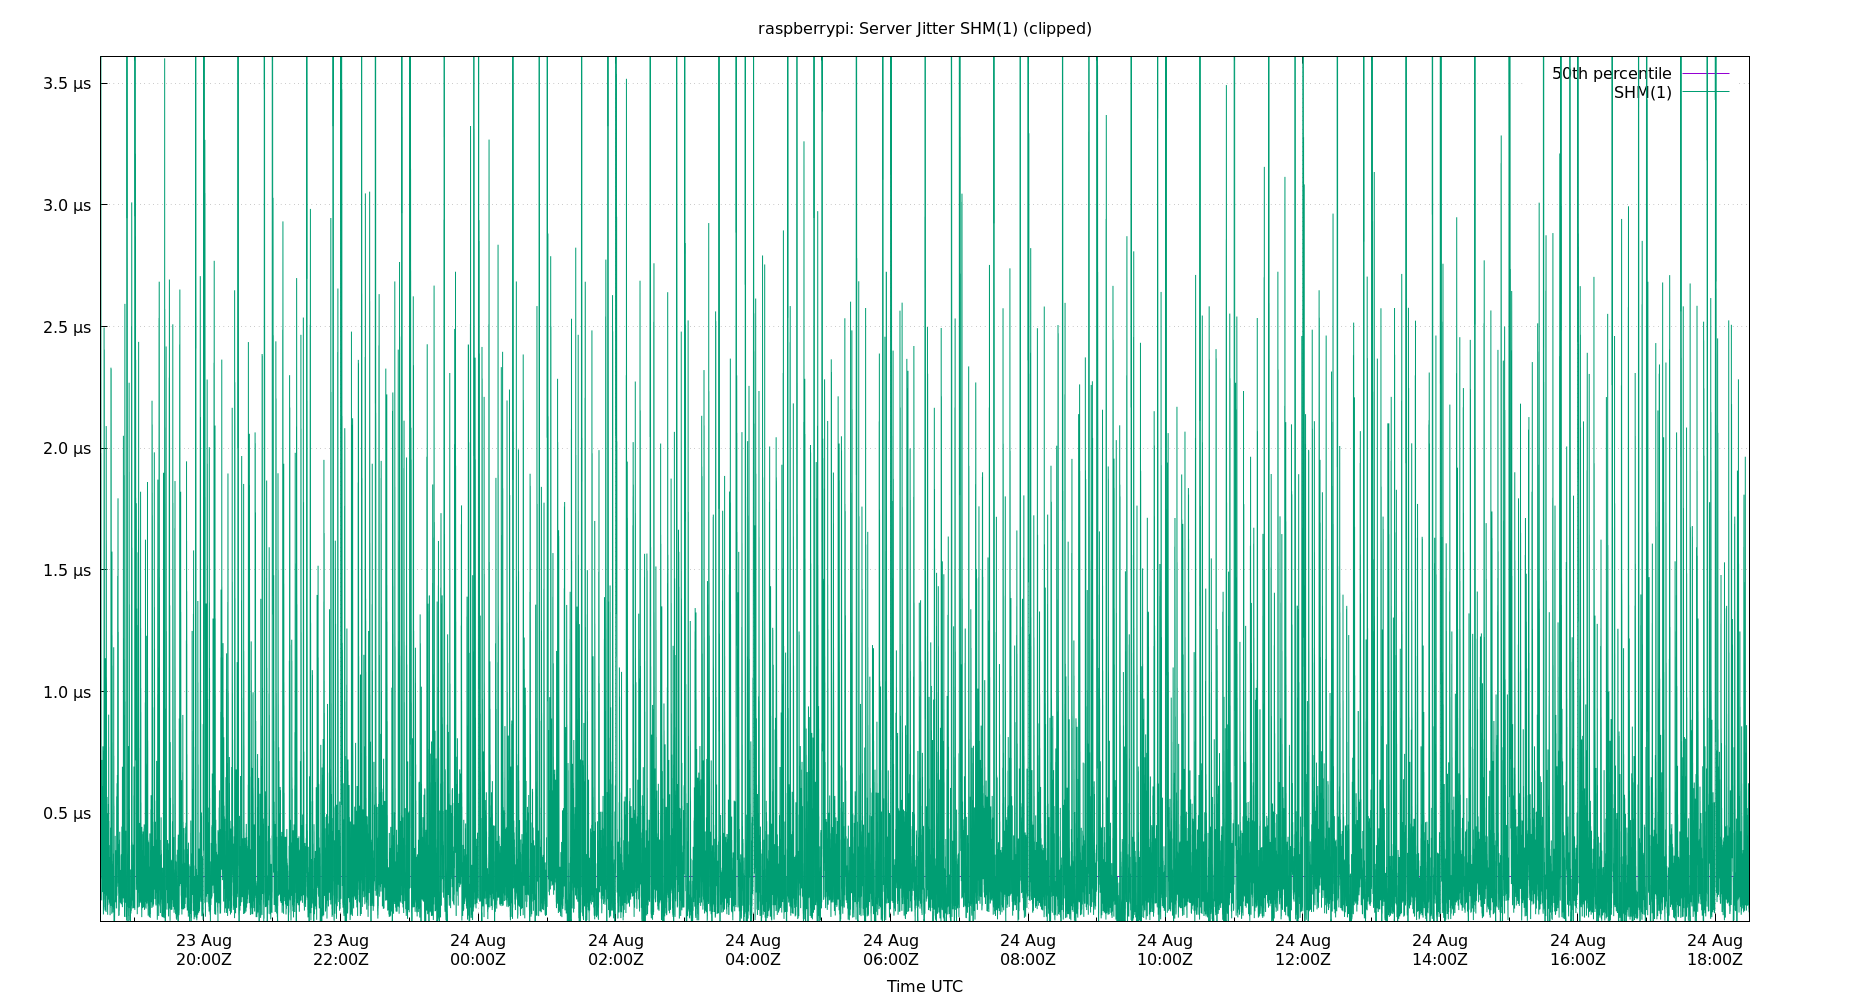 raspberrypi: Server Jitter SHM(1) (clipped)
50th percentile
SHM(1)
3.5 µs
3.0 µs
2.5 µs
2.0 µs
1.5 µs
1.0 µs
0.5 µs
23 Aug 23 Aug 24 Aug 24 Aug 24 Aug 24 Aug 24 Aug 24 Aug 24 Aug 24 Aug 24 Aug 24 Aug
20:00Z 22:00Z 00:00Z 02:00Z 04:00Z 06:00Z 08:00Z 10:00Z 12:00Z 14:00Z 16:00Z 18:00Z
Time UTC